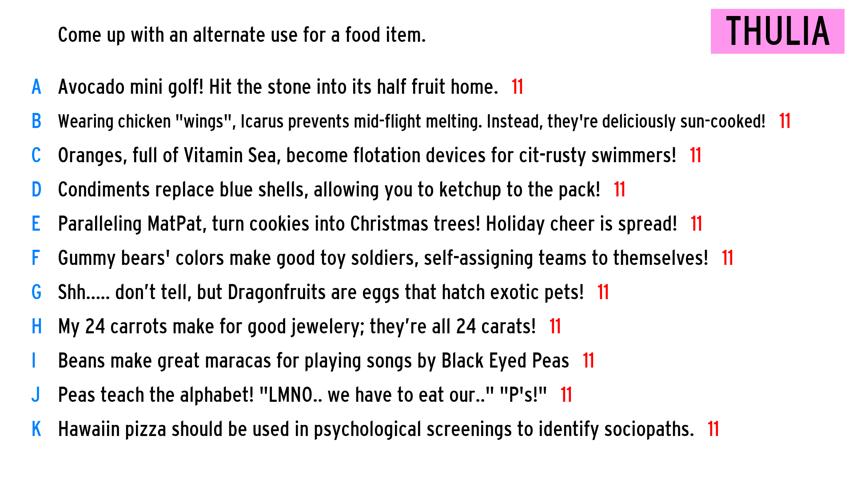 Come up with an alternate use for a food item.
THULIA
A Avocado mini golf! Hit the stone into its half fruit home. 11
B Wearing chicken "wings", Icarus prevents mid-flight melting. Instead, they're deliciously sun-cooked! 11
C Oranges, full of Vitamin Sea, become flotation devices for cit-rusty swimmers! 11
D Condiments replace blue shells, allowing you to ketchup to the pack! 11
E Paralleling MatPat, turn cookies into Christmas trees! Holiday cheer is spread! 11
F Gummy bears' colors make good toy soldiers, self-assigning teams to themselves! 11
G Shh..... don’t tell, but Dragonfruits are eggs that hatch exotic pets! 11
H My 24 carrots make for good jewelery; they’re all 24 carats! 11
I Beans make great maracas for playing songs by Black Eyed Peas 11
J Peas teach the alphabet! "LMNO.. we have to eat our.." "P's!" 11
K Hawaiin pizza should be used in psychological screenings to identify sociopaths. 11